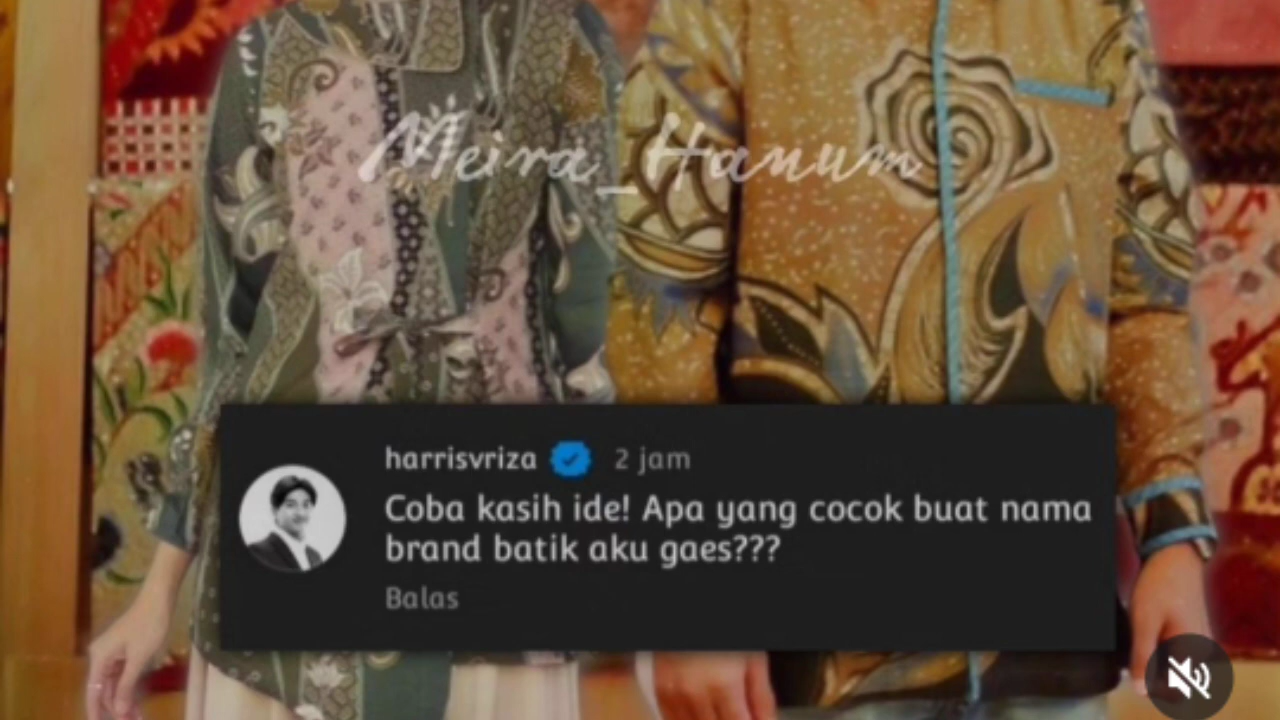 Meira_Hanum
harrisvriza 2 jam
Coba kasih ide! Apa yang cocok buat nama
brand batik aku gaes???
Balas